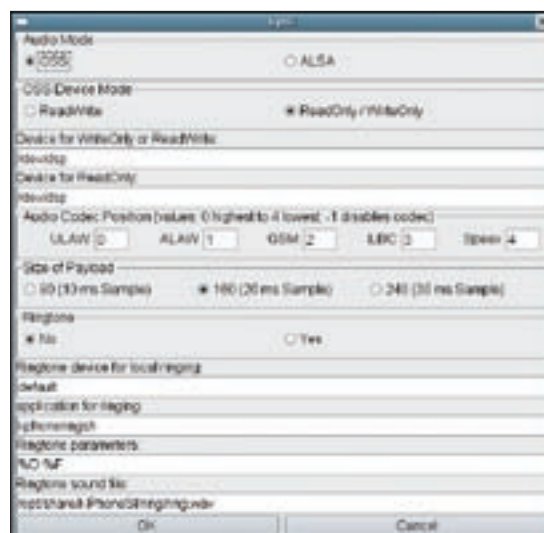 Audio Mode
OSS ALSA
OSS Device Mode
ReadWrite ReadOnly / WriteOnly
Device for WriteOnly or ReadWrite:
/dev/dsp
Device for ReadOnly:
/dev/dsp
Audio Codec Position (values: 0 highest to 4 lowest, -1 disables codec)
ULAW 0 ALAW 1 GSM 2 iLBC 3 Speex 4
Size of Payload
80 (10 ms Sample) 160 (20 ms Sample) 240 (30 ms Sample)
Ringtone
No Yes
Ringtone device for local ringing:
default
application for ringing:
Ringtone parameters:
%D %F
Ringtone sound file:
OK Cancel